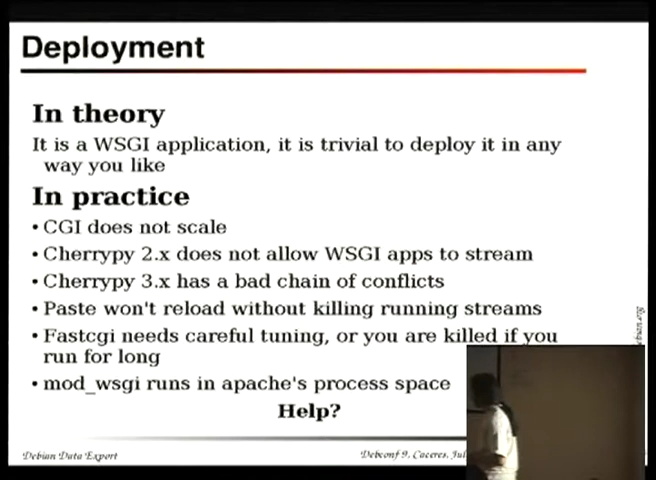 Deployment
In theory
It is a WSGI application, it is trivial to deploy it in any
way you like
In practice
• CGI does not scale
• Cherrypy 2.x does not allow WSGI apps to stream
• Cherrypy 3.x has a bad chain of conflicts
• Paste won't reload without killing running streams
• Fastcgi needs careful tuning, or you are killed if you
run for long
• mod_wsgi runs in apache's process space
Help?
Debian Data Export
Debconf 9, Caceres, Jul